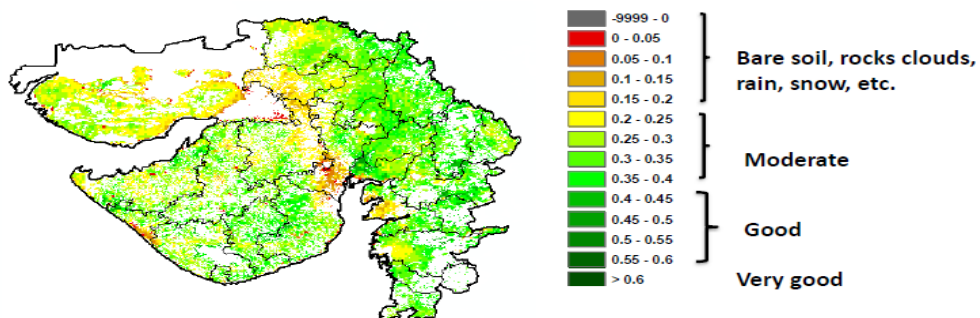 -9999 - 0
0 - 0.05
0.05 - 0.1
0.1 - 0.15
0.15 - 0.2
0.2 - 0.25
0.25 - 0.3
0.3 - 0.35
0.35 - 0.4
0.4 - 0.45
0.45 - 0.5
0.5 - 0.55
0.55 - 0.6
> 0.6
Bare soil, rocks clouds,
rain, snow, etc.
Moderate
Good
Very good